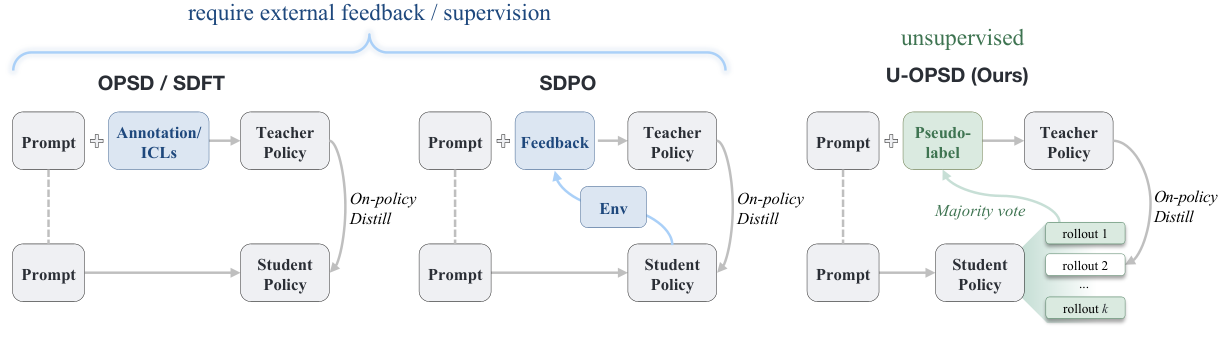 require external feedback / supervision
OPSD / SDFT
Prompt
Annotation/
ICLs
Teacher
Policy
On-policy
Distill
Prompt
Student
Policy
SDPO
Prompt
Feedback
Teacher
Policy
Env
On-policy
Distill
Prompt
Student
Policy
unsupervised
U-OPSD (Ours)
Prompt
Pseudo-
label
Teacher
Policy
Majority vote
On-policy
Distill
Prompt
Student
Policy
rollout 1
rollout 2
...
rollout k